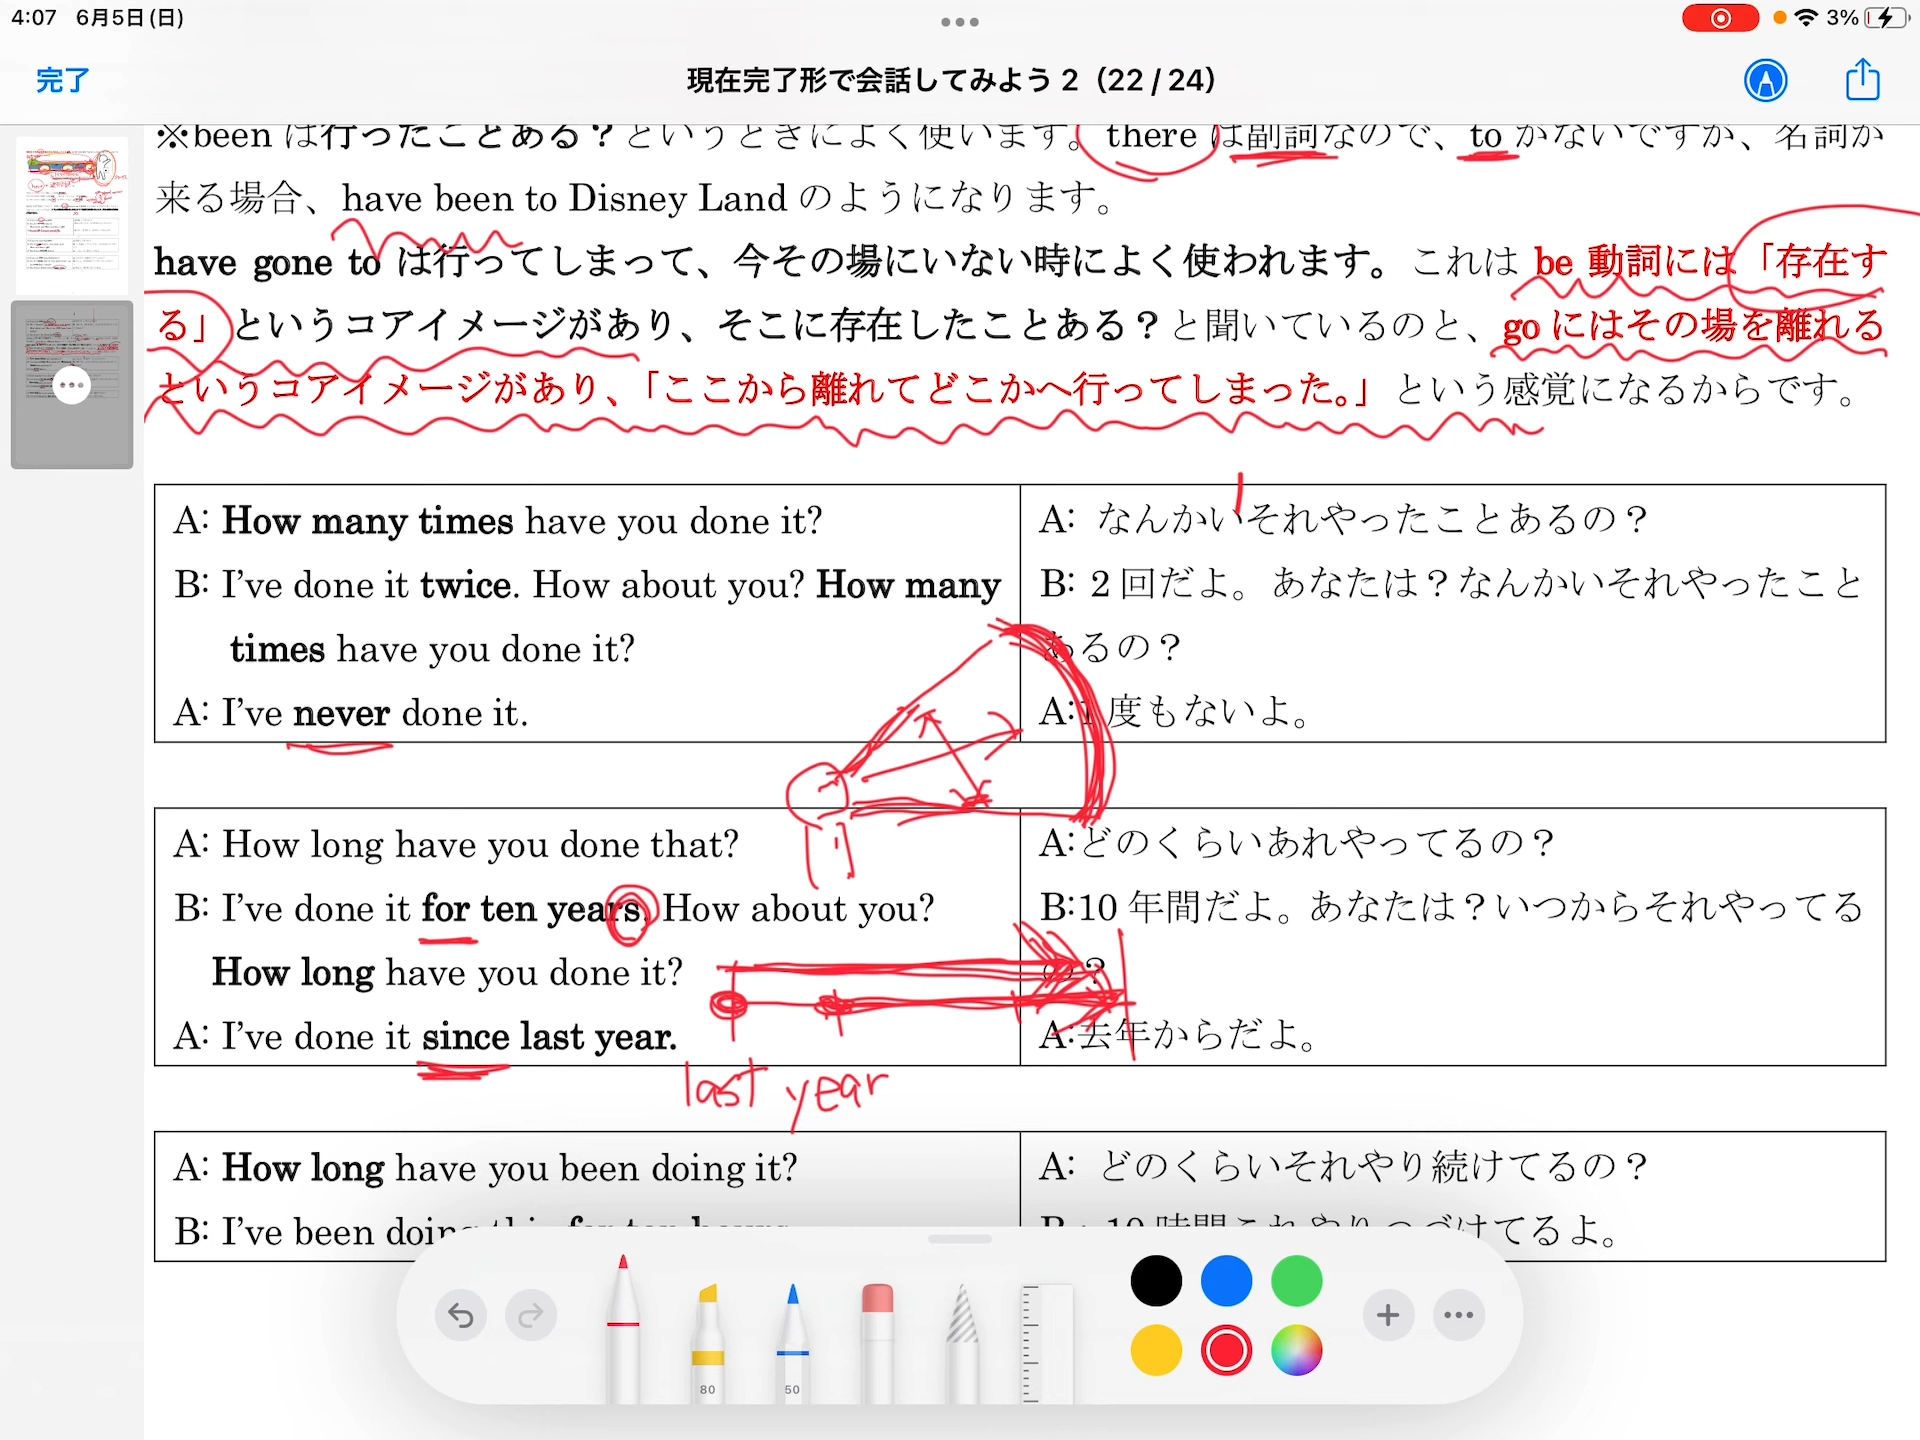 4:07 6月5日(日)
3%
完了
現在完了形で会話してみよう2（22 / 24）
※been は行ったことある？というときによく使います。there は副詞なので、to がないですが、名詞が
来る場合、have been to Disney Land のようになります。
have gone to は行ってしまって、今その場にいない時によく使われます。これは be 動詞には「存在す
る」というコアイメージがあり、そこに存在したことある？と聞いているのと、go にはその場を離れる
というコアイメージがあり、「ここから離れてどこかへ行ってしまった。」という感覚になるからです。
A: How many times have you done it?
B: I’ve done it twice. How about you? How many
times have you done it?
A: I’ve never done it.
A: なんかいそれやったことあるの？
B: 2回だよ。あなたは？なんかいそれやったこと
あるの？
A:1度もないよ。
A: How long have you done that?
B: I’ve done it for ten years. How about you?
How long have you done it?
A: I’ve done it since last year.
last year
A:どのくらいあれやってるの？
B:10 年間だよ。あなたは？いつからそれやってる
の？
A:去年からだよ。
A: How long have you been doing it?
B: I’ve been doing this for ten hours.
A: どのくらいそれやり続けてるの？
B: 10時間これやりつづけてるよ。
80
50